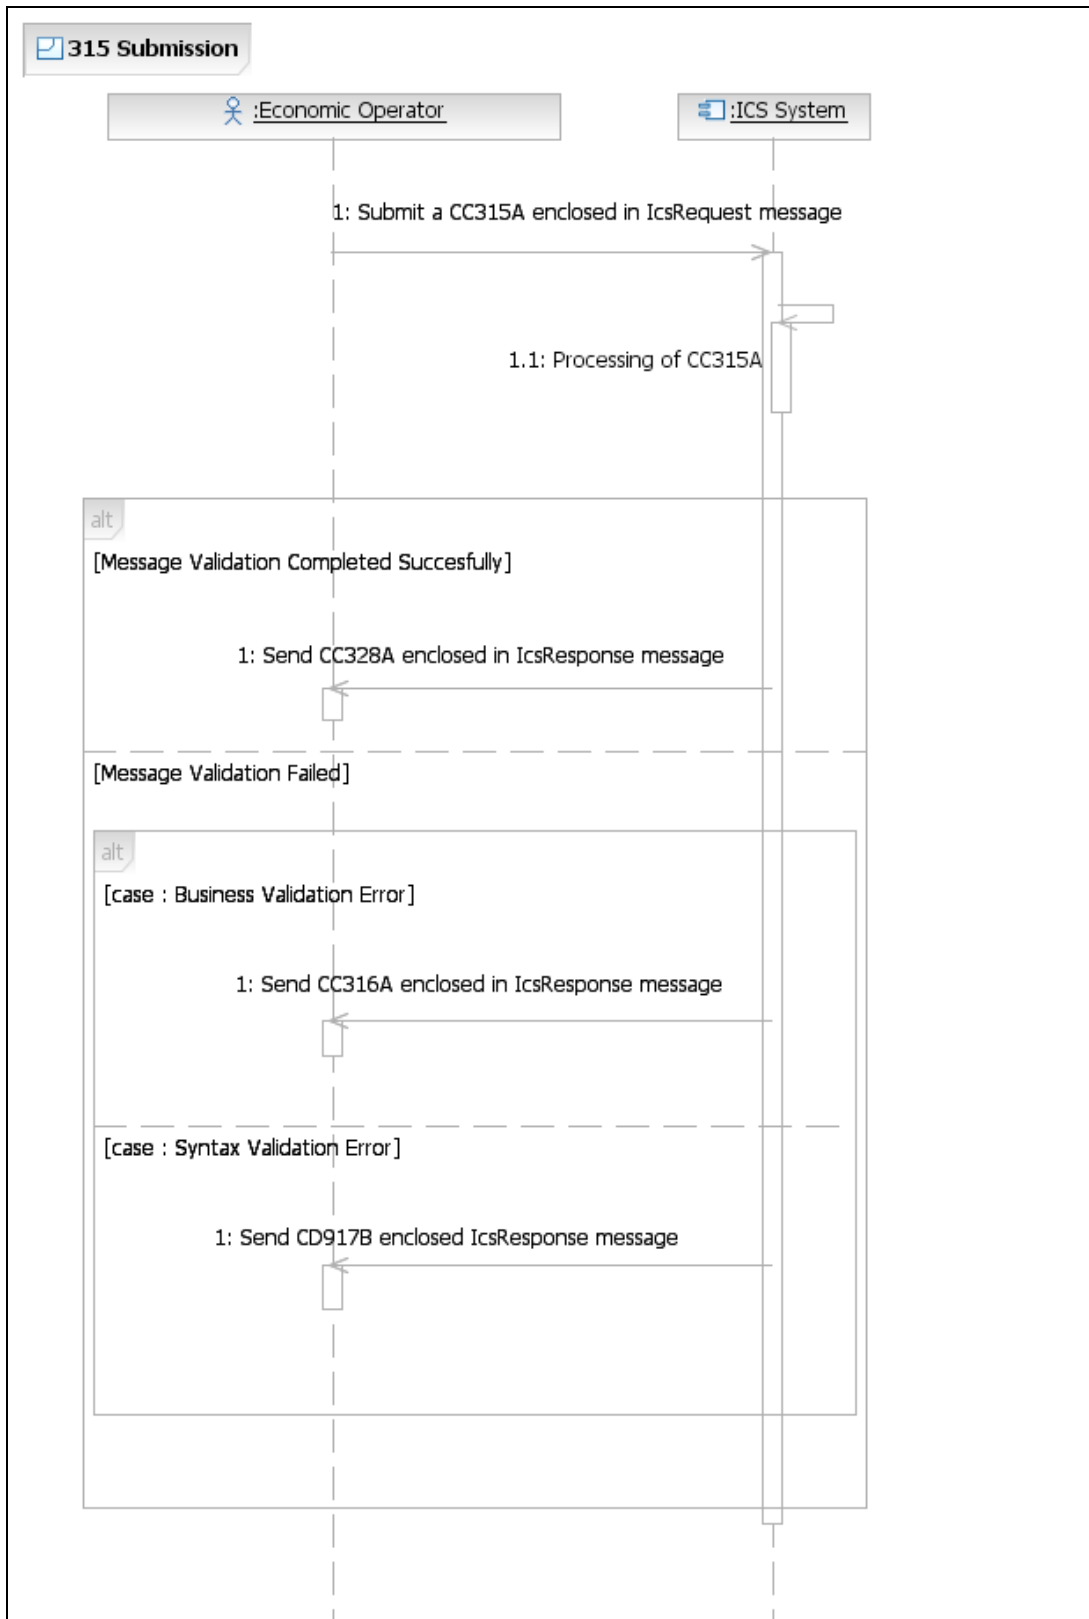 315 Submission
:Economic Operator
:ICS System
1: Submit a CC315A enclosed in IcsRequest message
1.1: Processing of CC315A
alt
[Message Validation Completed Succesfully]
1: Send CC328A enclosed in IcsResponse message
[Message Validation Failed]
alt
[case : Business Validation Error]
1: Send CC316A enclosed in IcsResponse message
[case : Syntax Validation Error]
1: Send CD917B enclosed IcsResponse message